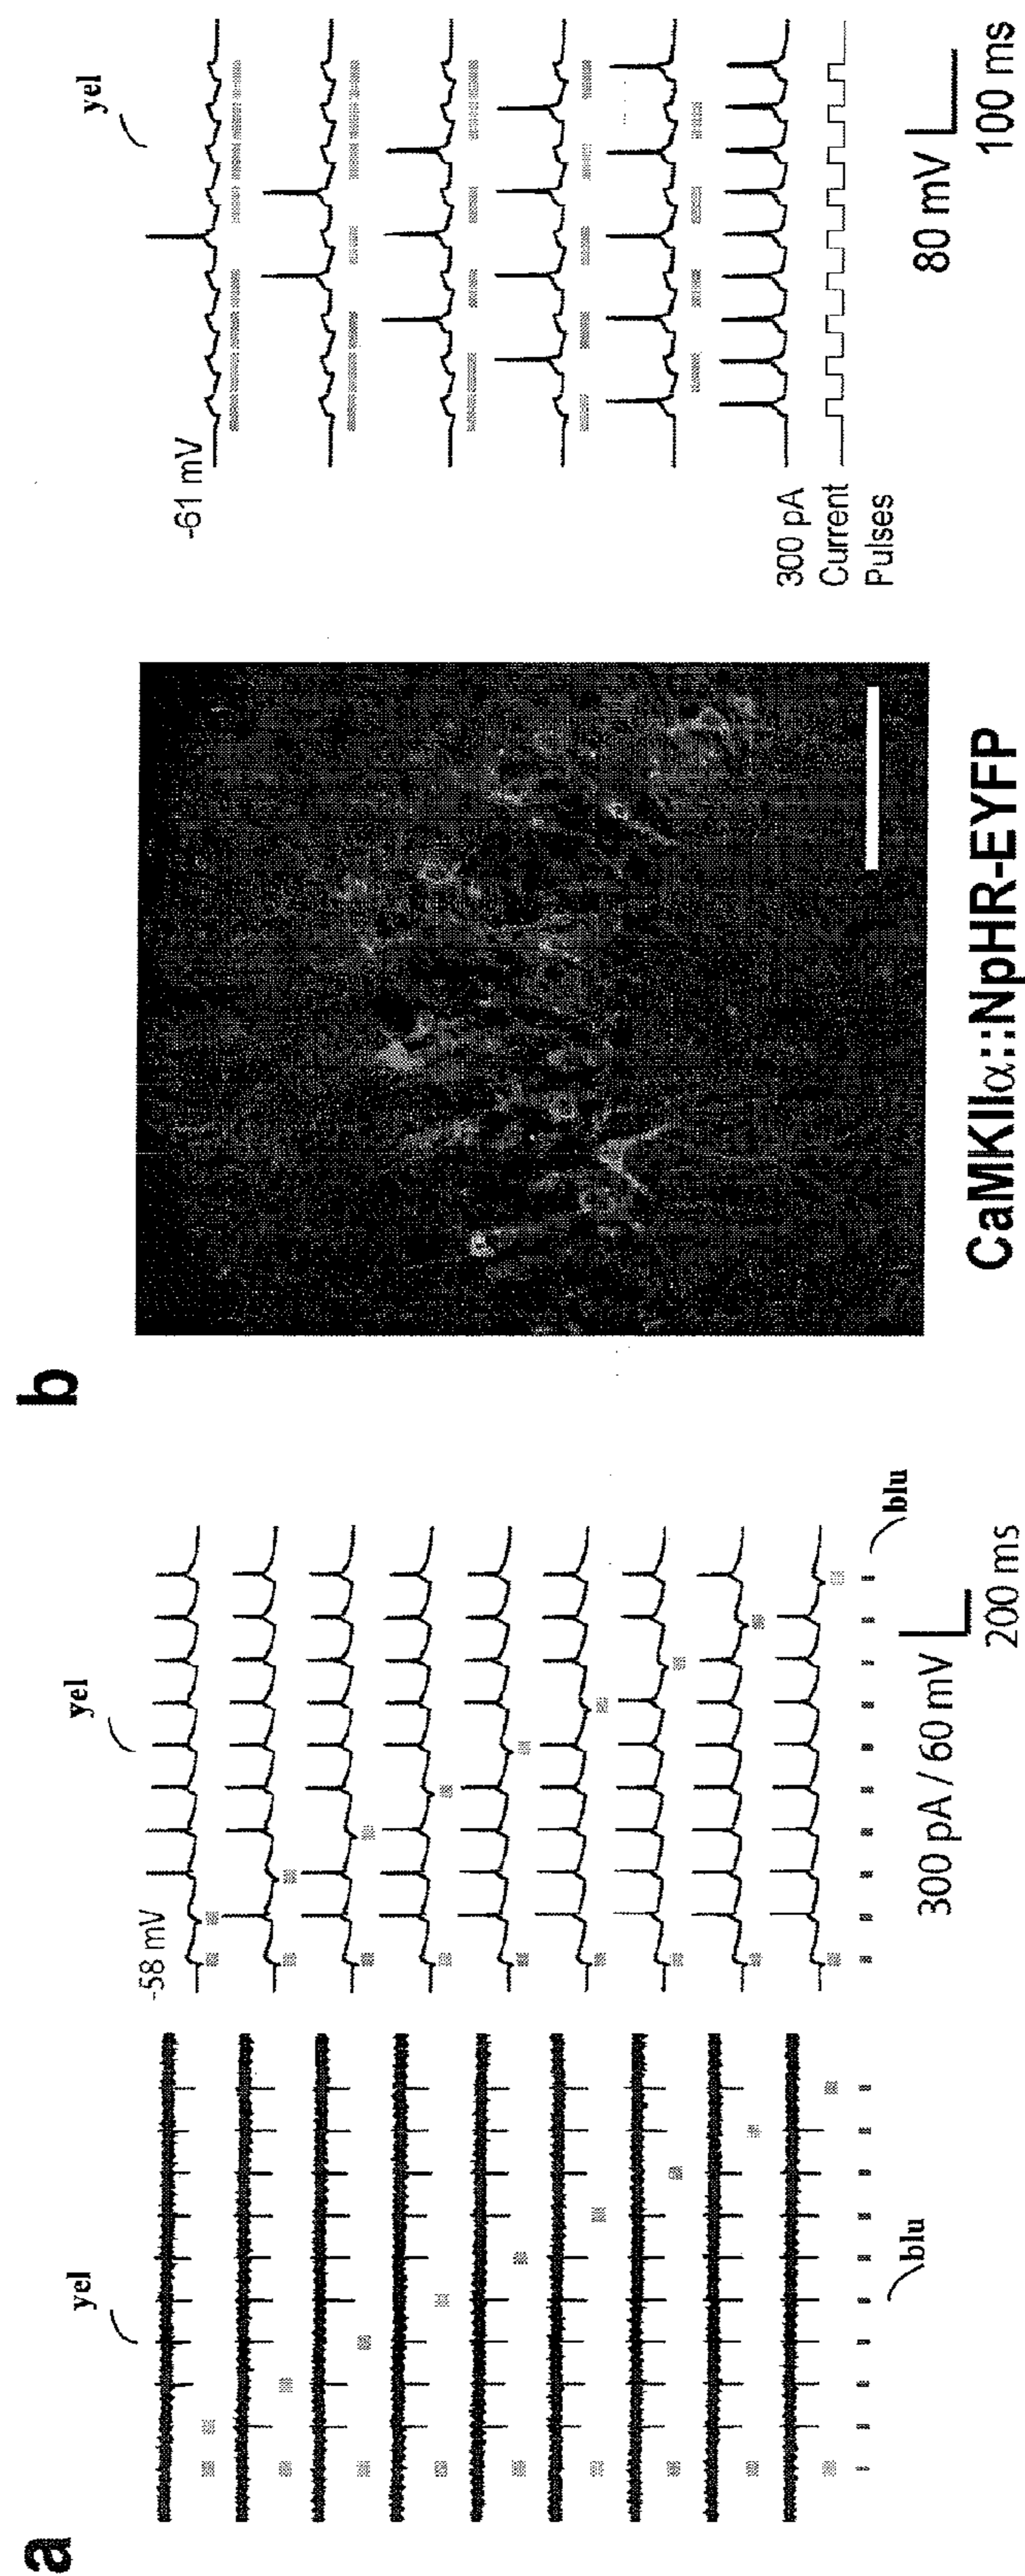 a
yel
blu
-58 mV
yel
blu
300 pA / 60 mV
200 ms
b
CaMKIIα::NpHR-EYFP
-61 mV
yel
300 pA
Current
Pulses
80 mV
100 ms